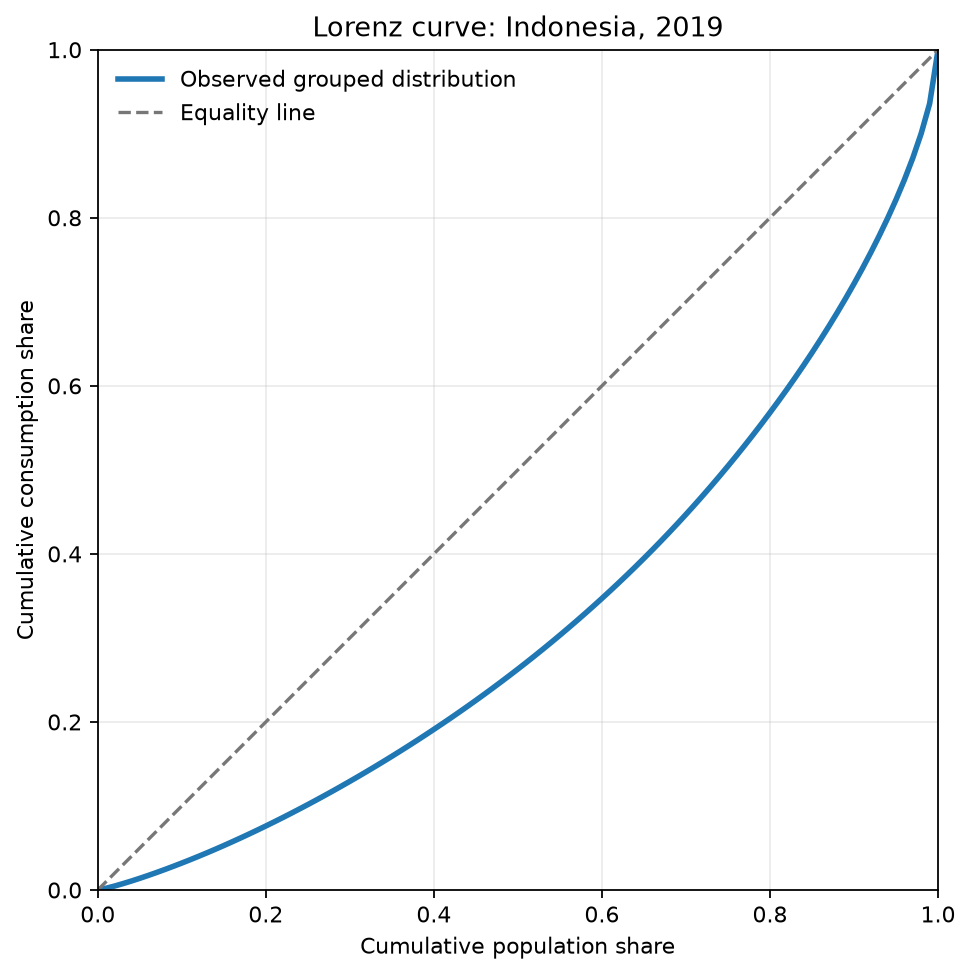 Lorenz curve: Indonesia, 2019
Observed grouped distribution
Equality line
Cumulative consumption share
1.0
0.8
0.6
0.4
0.2
0.0
0.0 0.2 0.4 0.6 0.8 1.0
Cumulative population share